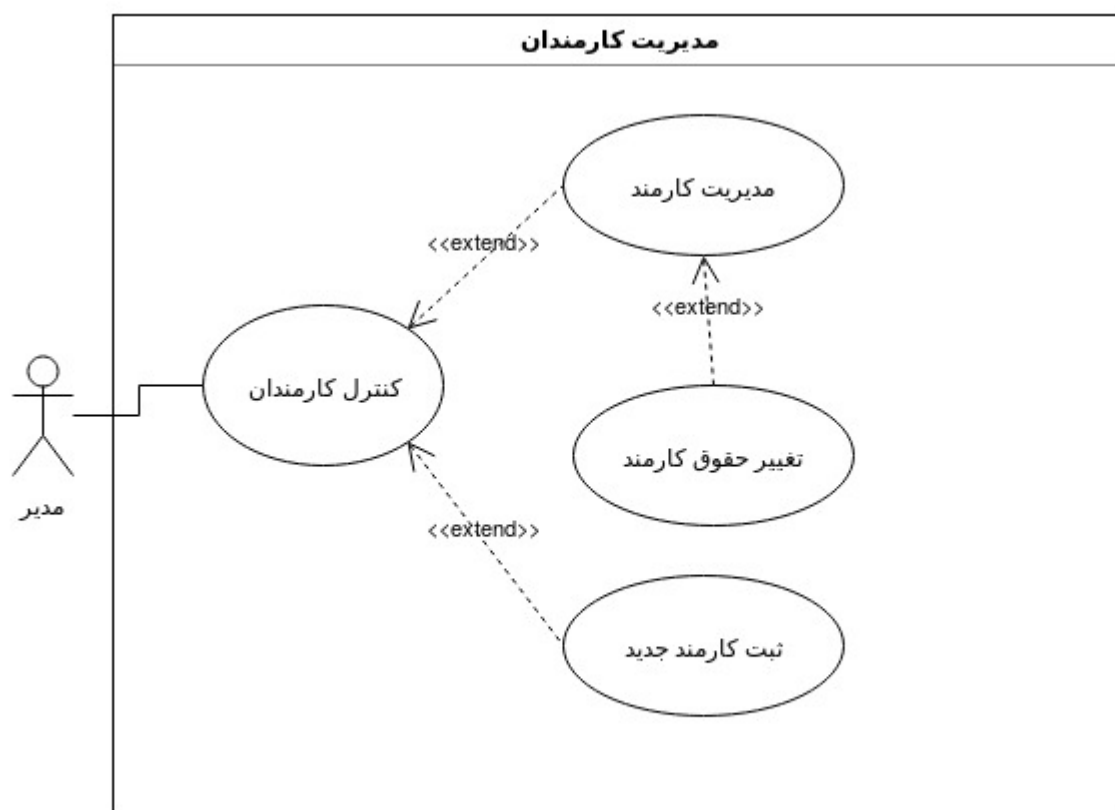 مدیریت کارمندان
مدیریت کارمند
<<extend>>
<<extend>>
کنترل کارمندان
تغییر حقوق کارمند
مدیر
<<extend>>
ثبت کارمند جدید